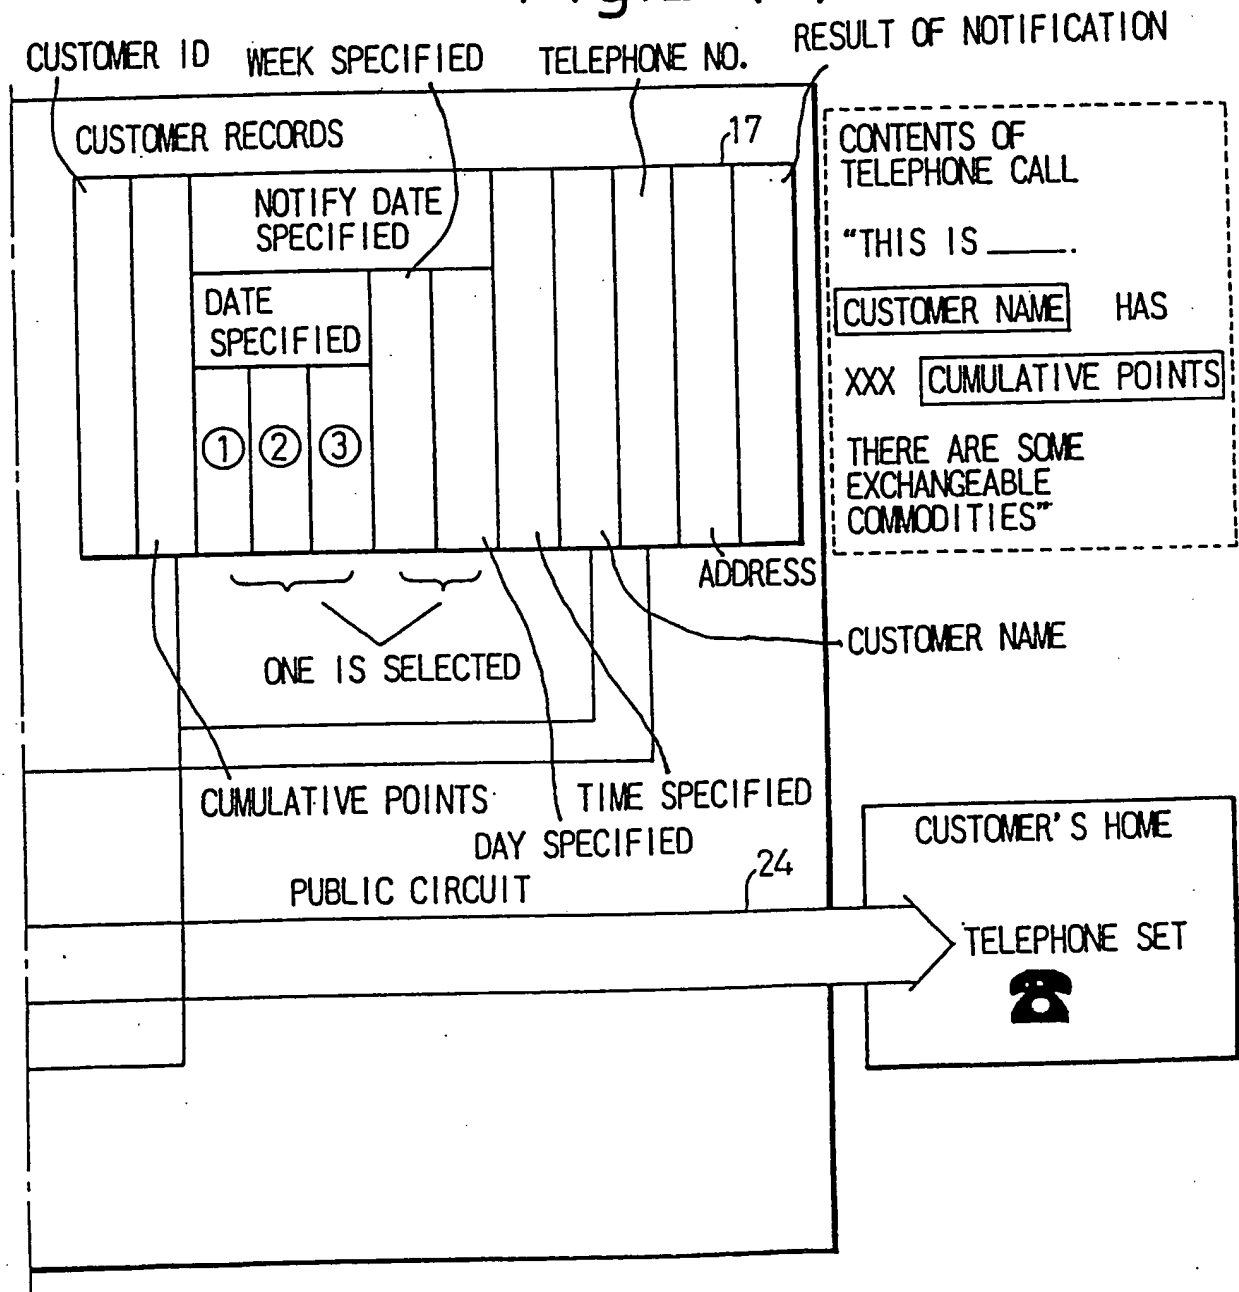 CUSTOMER ID
WEEK SPECIFIED
TELEPHONE NO.
RESULT OF NOTIFICATION
CUSTOMER RECORDS
17
NOTIFY DATE
SPECIFIED
DATE
SPECIFIED
① ② ③
ADDRESS
CUSTOMER NAME
ONE IS SELECTED
CUMULATIVE POINTS
TIME SPECIFIED
DAY SPECIFIED
PUBLIC CIRCUIT
24
CONTENTS OF
TELEPHONE CALL
"THIS IS _____.
CUSTOMER NAME HAS
XXX CUMULATIVE POINTS
THERE ARE SOME
EXCHANGEABLE
COMMODITIES"
CUSTOMER'S HOME
TELEPHONE SET